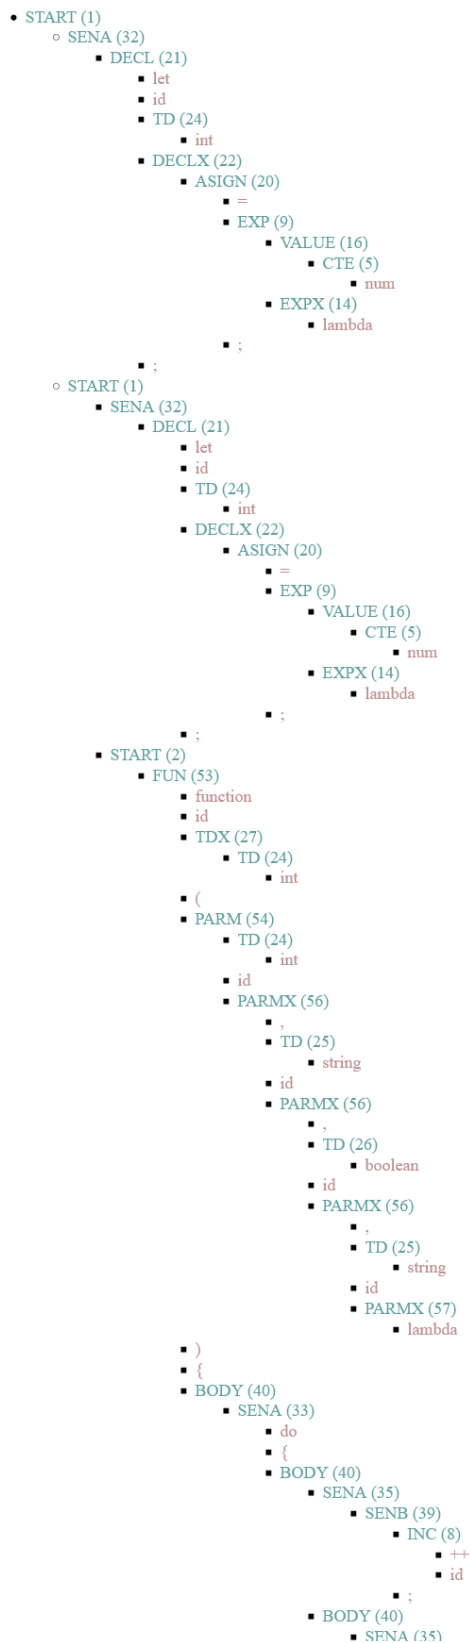 START (1)
SENA (32)
DECL (21)
let
id
TD (24)
int
DECLX (22)
ASIGN (20)
=
EXP (9)
VALUE (16)
CTE (5)
num
EXPX (14)
lambda
;
;
START (1)
SENA (32)
DECL (21)
let
id
TD (24)
int
DECLX (22)
ASIGN (20)
=
EXP (9)
VALUE (16)
CTE (5)
num
EXPX (14)
lambda
;
;
START (2)
FUN (53)
function
id
TDX (27)
TD (24)
int
(
PARM (54)
TD (24)
int
id
PARMX (56)
,
TD (25)
string
id
PARMX (56)
,
TD (26)
boolean
id
PARMX (56)
,
TD (25)
string
id
PARMX (57)
lambda
)
{
BODY (40)
SENA (33)
do
{
BODY (40)
SENA (35)
SENB (39)
INC (8)
++
id
;
BODY (40)
SENA (35)